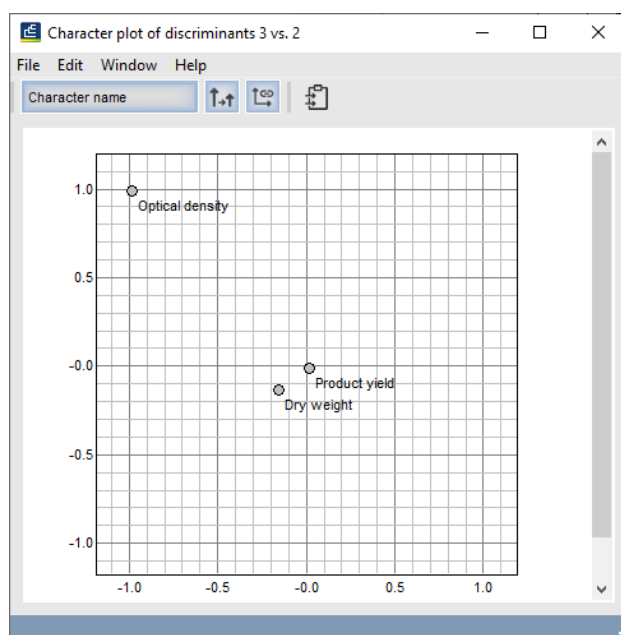 Character plot of discriminants 3 vs. 2
File Edit Window Help
Character name
1.0
Optical density
0.5
-0.0
Product yield
Dry weight
-0.5
-1.0
-1.0 -0.5 -0.0 0.5 1.0